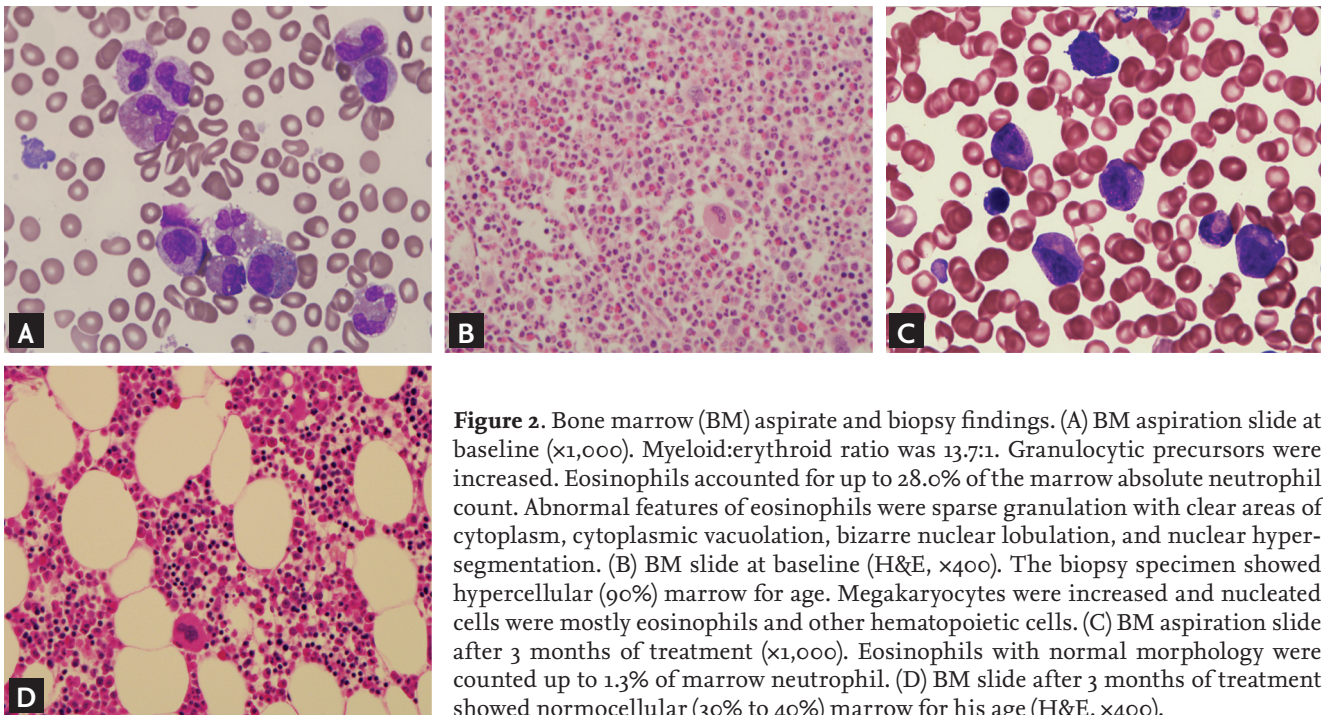 A
B
C
D
Figure 2. Bone marrow (BM) aspirate and biopsy findings. (A) BM aspiration slide at
baseline (×1,000). Myeloid:erythroid ratio was 13.7:1. Granulocytic precursors were
increased. Eosinophils accounted for up to 28.0% of the marrow absolute neutrophil
count. Abnormal features of eosinophils were sparse granulation with clear areas of
cytoplasm, cytoplasmic vacuolation, bizarre nuclear lobulation, and nuclear hyper-
segmentation. (B) BM slide at baseline (H&E, ×400). The biopsy specimen showed
hypercellular (90%) marrow for age. Megakaryocytes were increased and nucleated
cells were mostly eosinophils and other hematopoietic cells. (C) BM aspiration slide
after 3 months of treatment (×1,000). Eosinophils with normal morphology were
counted up to 1.3% of marrow neutrophil. (D) BM slide after 3 months of treatment
showed normocellular (30% to 40%) marrow for his age (H&E, ×400).